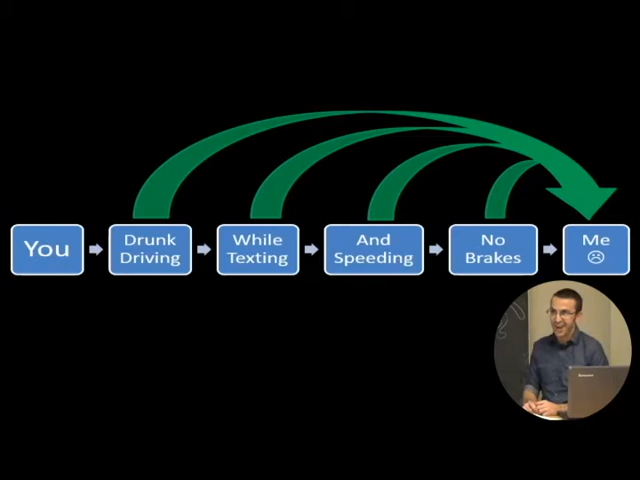 You
Drunk
Driving
While
Texting
And
Speeding
No
Brakes
Me
☹